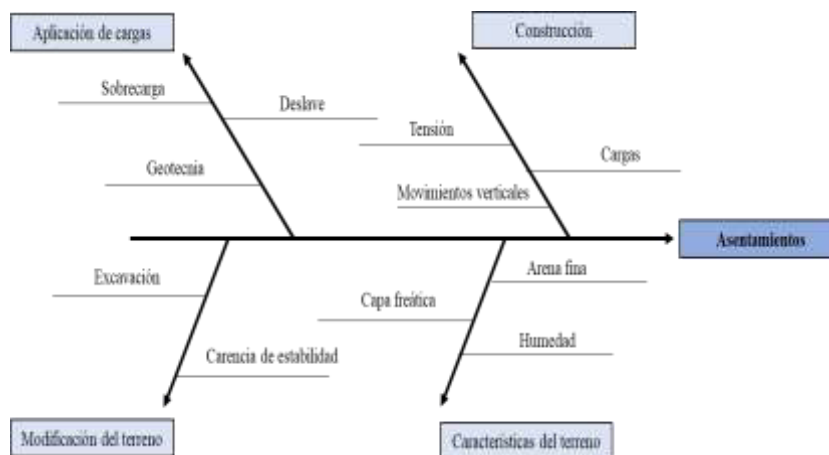 Aplicación de cargas
Construcción
Sobrecarga
Deslave
Tensión
Cargas
Geotecnia
Movimientos verticales
Asentamientos
Excavación
Arena fina
Capa freática
Humedad
Carencia de estabilidad
Modificación del terreno
Características del terreno